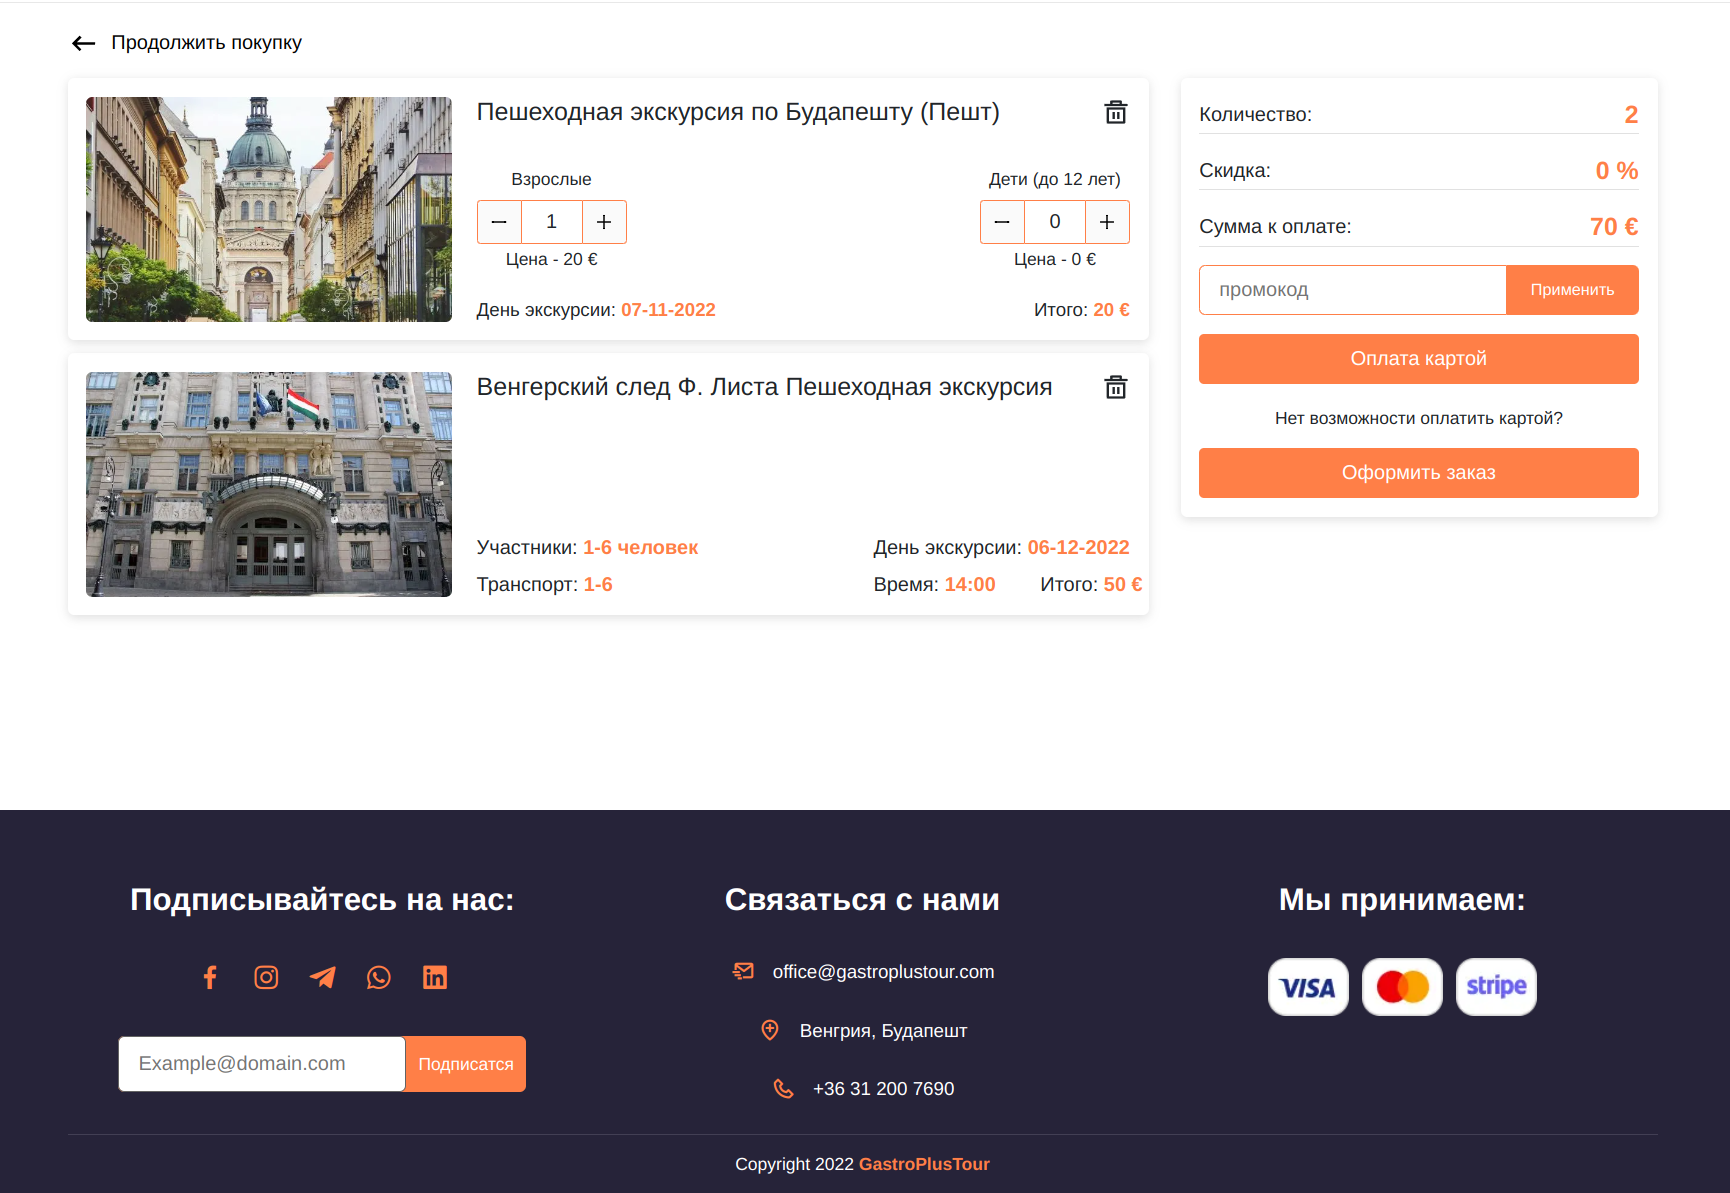 Продолжить покупку
Пешеходная экскурсия по Будапешту (Пешт)
Взрослые
Дети (до 12 лет)
1
0
Цена - 20 €
Цена - 0 €
День экскурсии: 07-11-2022
Итого: 20 €
Венгерский след Ф. Листа Пешеходная экскурсия
Участники: 1-6 человек
День экскурсии: 06-12-2022
Транспорт: 1-6
Время: 14:00
Итого: 50 €
Количество: 2
Скидка: 0 %
Сумма к оплате: 70 €
промокод
Применить
Оплата картой
Нет возможности оплатить картой?
Оформить заказ
Подписывайтесь на нас:
Example@domain.com
Подписатся
Связаться с нами
office@gastroplustour.com
Венгрия, Будапешт
+36 31 200 7690
Мы принимаем:
VISA
stripe
Copyright 2022 GastroPlusTour